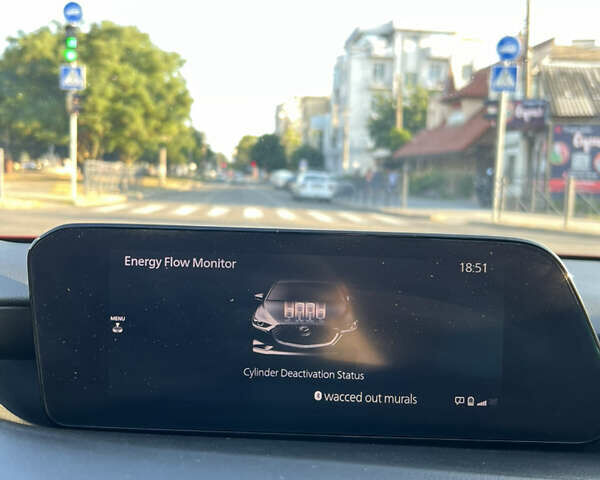 Energy Flow Monitor
18:51
MENU
Cylinder Deactivation Status
wacced out murals